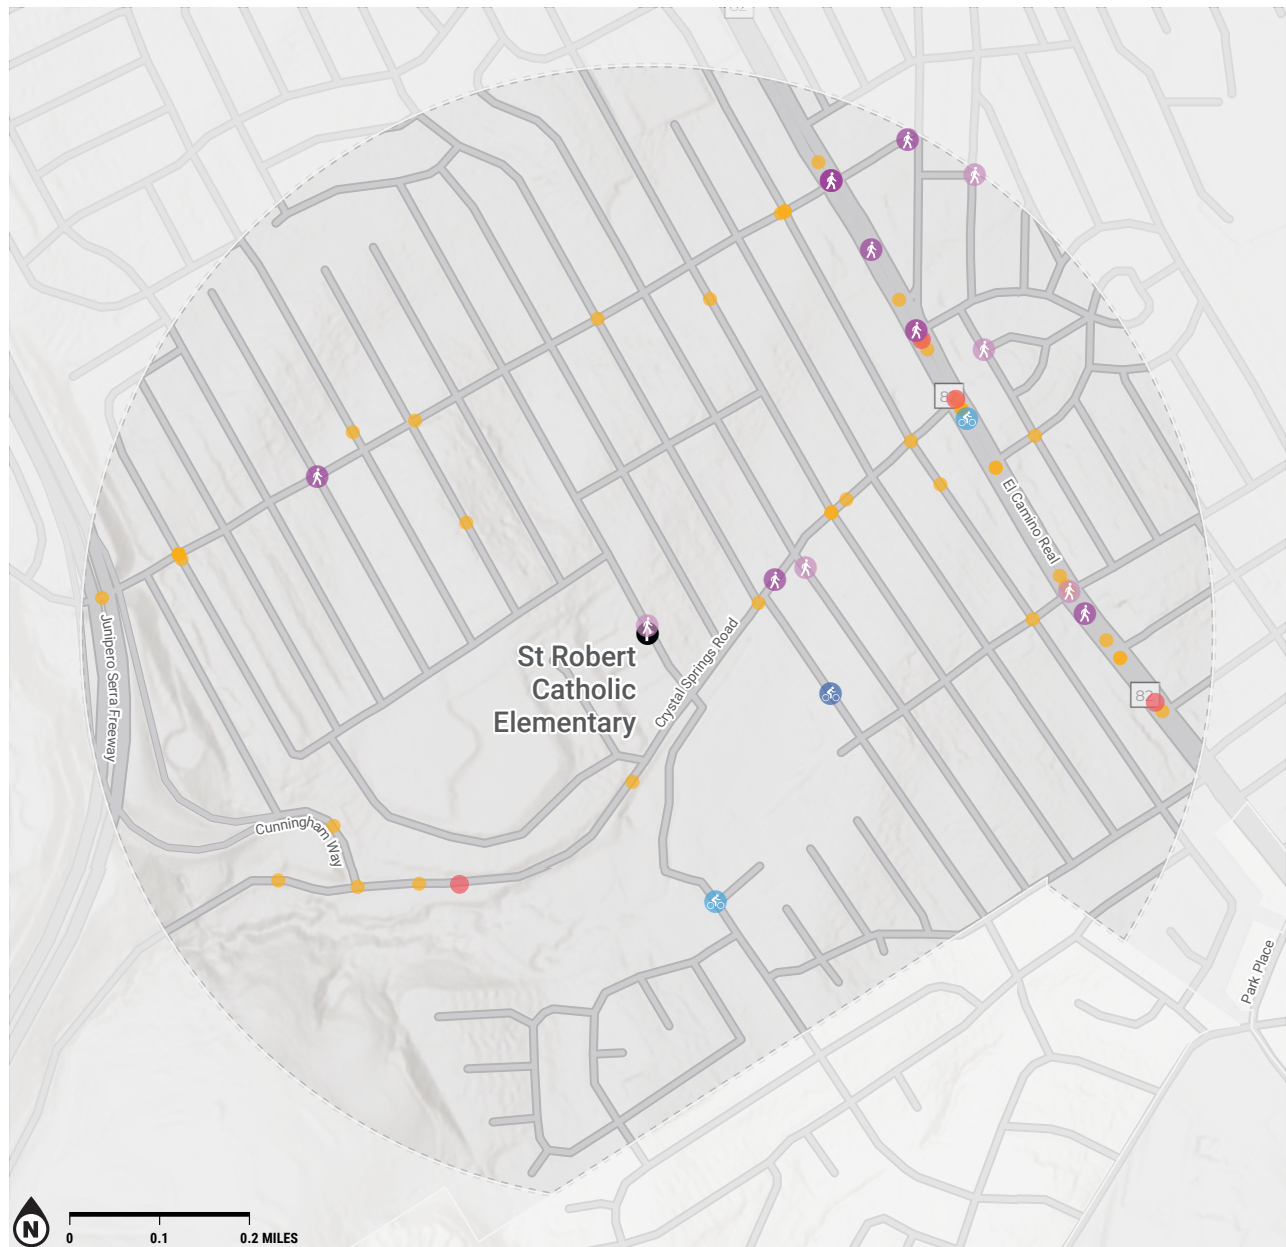 82
El Camino Real
St Robert
Catholic
Elementary
Crystal Springs Road
Junipero Serra Freeway
82
Cunningham Way
Park Place
N
0 0.1 0.2 MILES